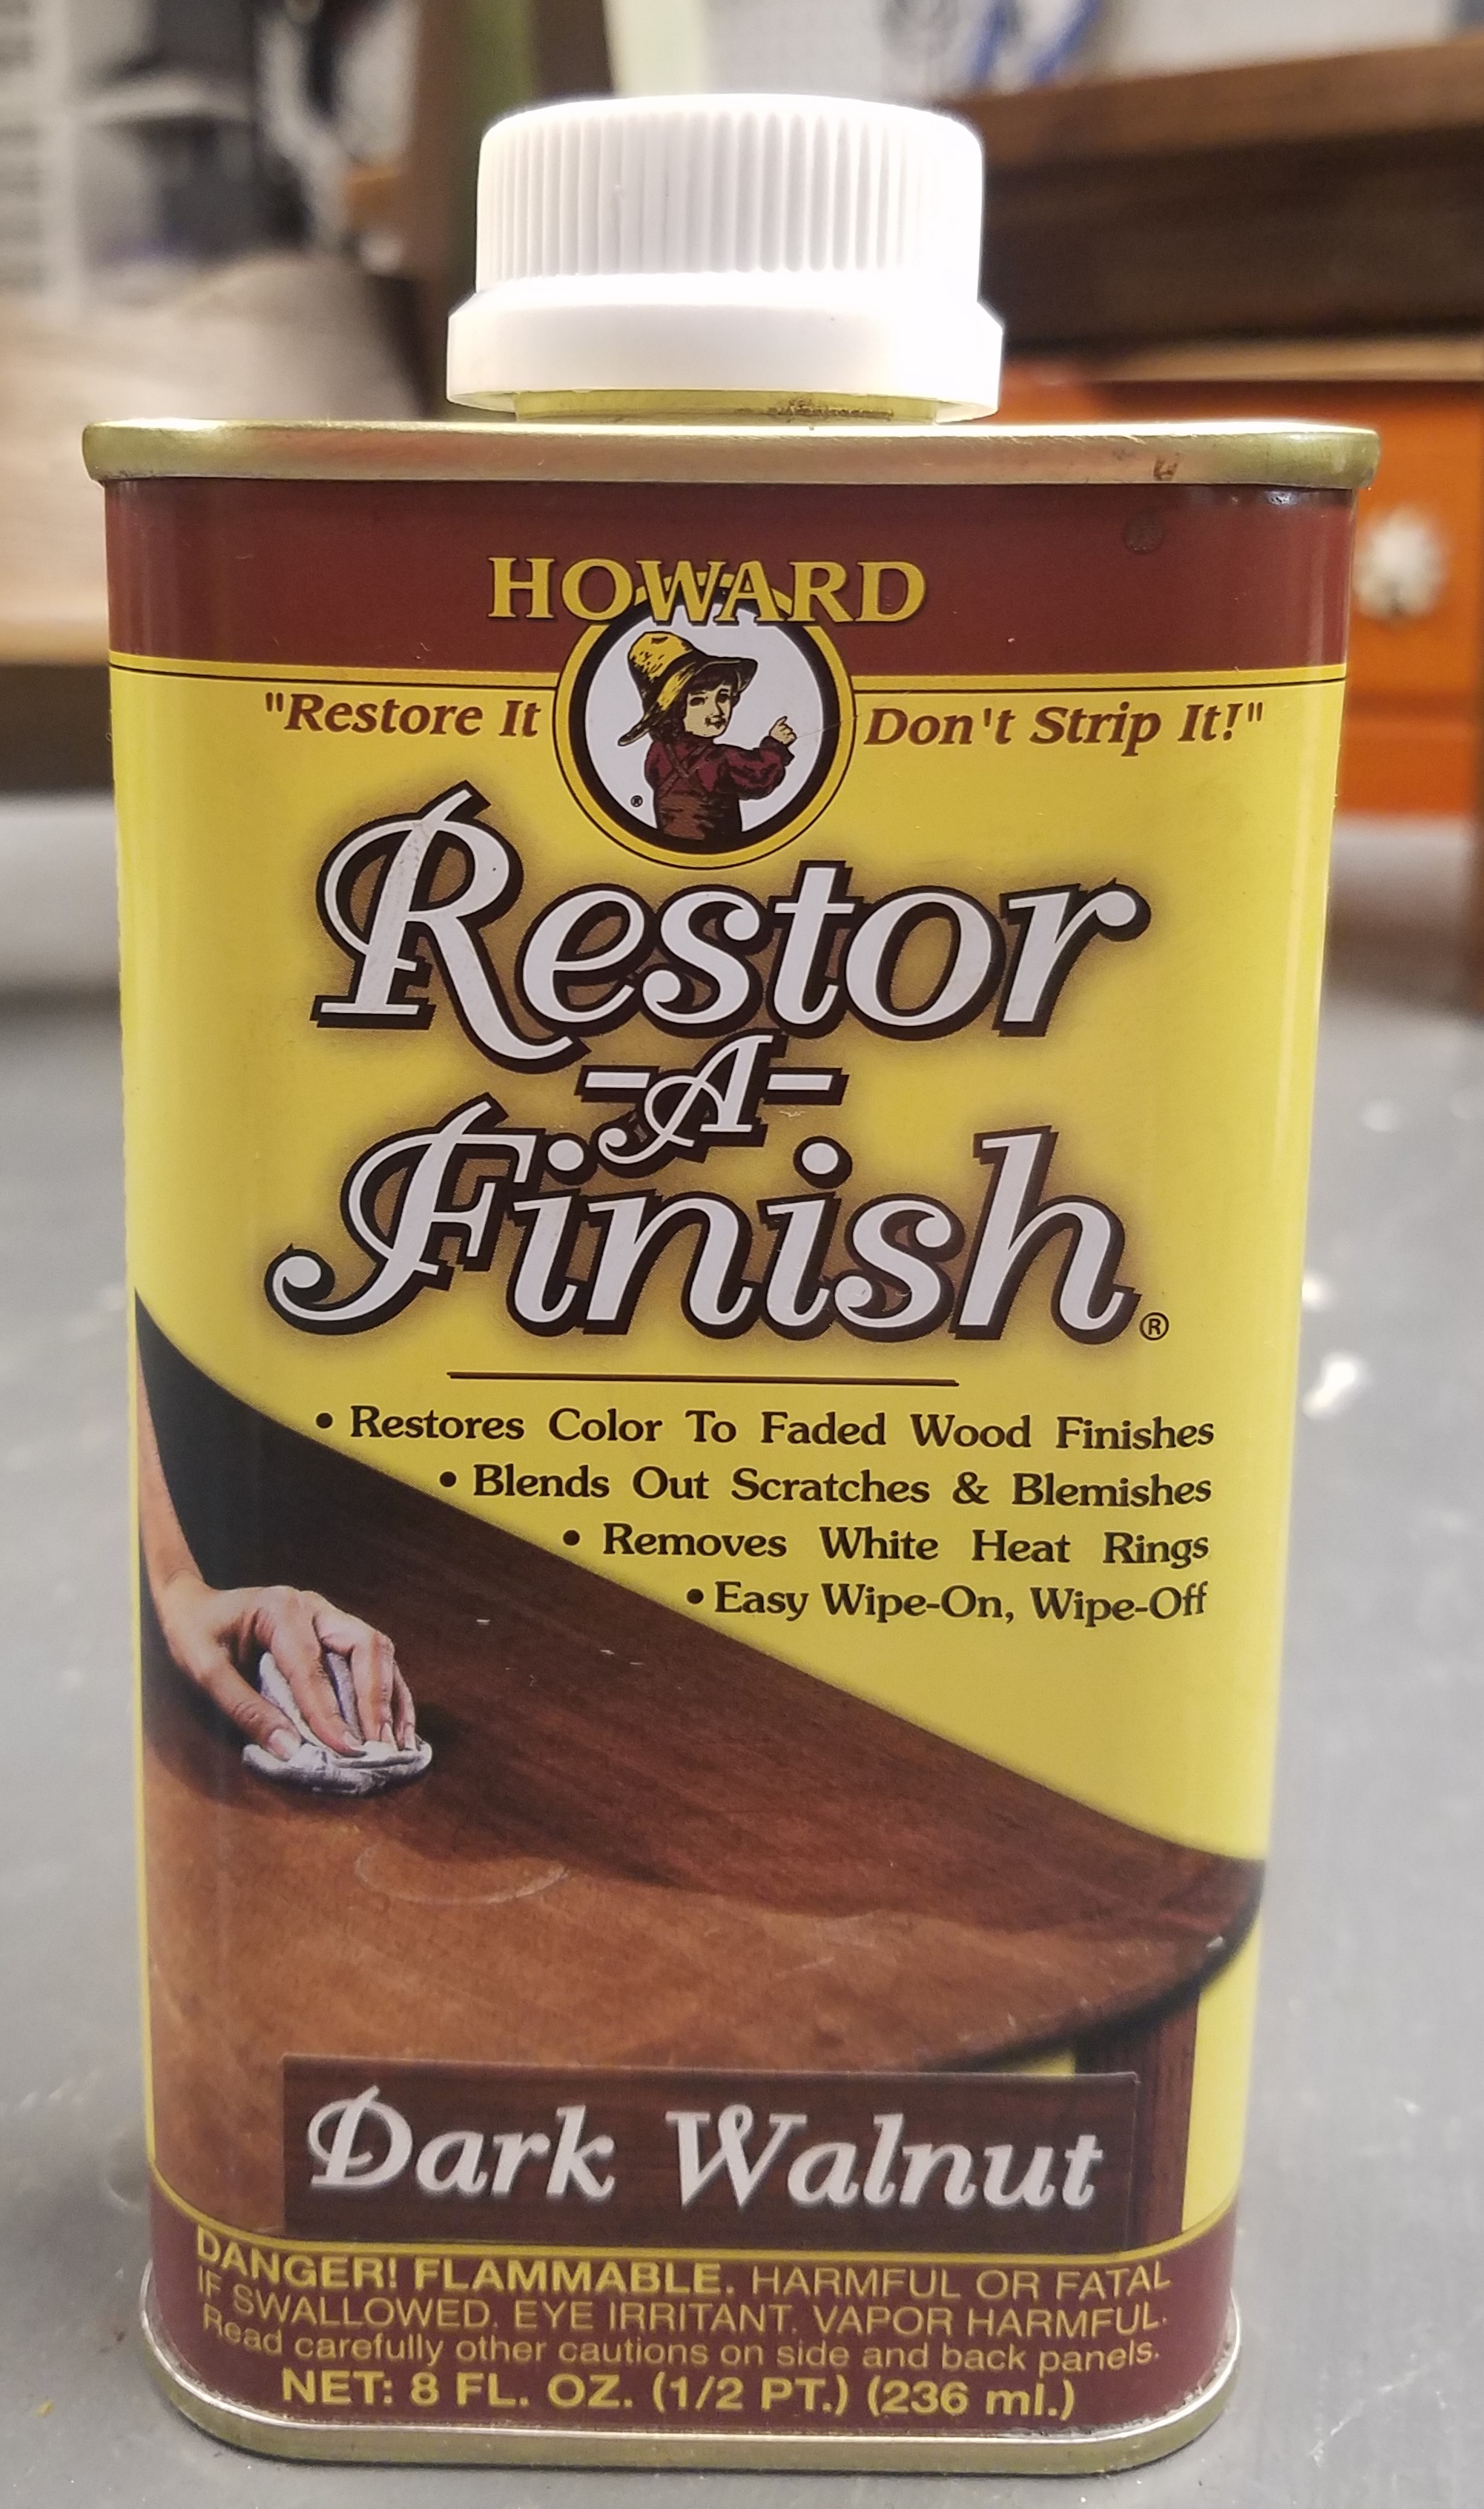 HOWARD
"Restore It Don't Strip It!"
®
Restor
-A-
Finish®
• Restores Color To Faded Wood Finishes
• Blends Out Scratches & Blemishes
• Removes White Heat Rings
• Easy Wipe-On, Wipe-Off
Dark Walnut
DANGER! FLAMMABLE. HARMFUL OR FATAL
IF SWALLOWED. EYE IRRITANT. VAPOR HARMFUL.
Read carefully other cautions on side and back panels.
NET: 8 FL. OZ. (1/2 PT.) (236 ml.)